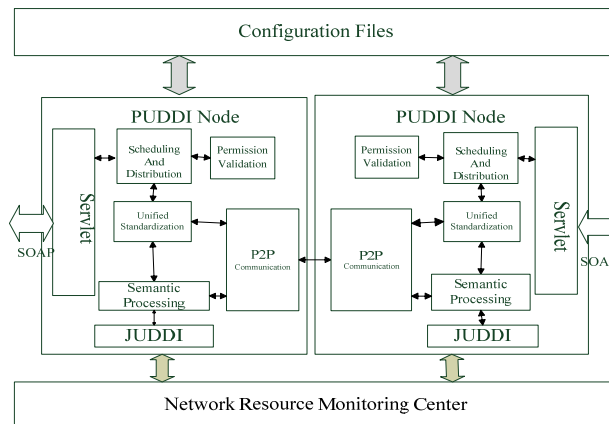 Configuration Files
PUDDI Node
Scheduling
And
Distribution
Permission
Validation
Servlet
SOAP
Unified
Standardization
P2P
Communication
Semantic
Processing
JUDDI
PUDDI Node
Permission
Validation
Scheduling
And
Distribution
Servlet
SOA
Unified
Standardization
P2P
Communication
Semantic
Processing
JUDDI
Network Resource Monitoring Center